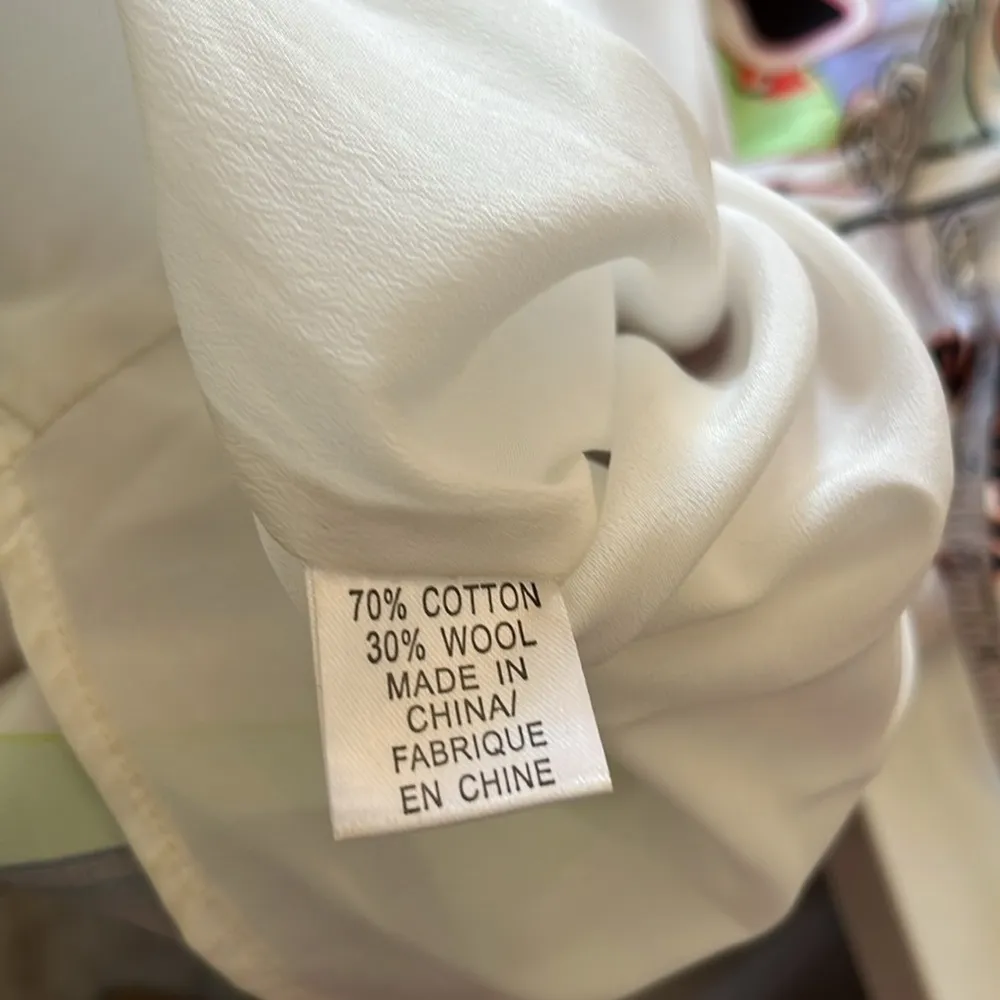 70% COTTON
30% WOOL
MADE IN
CHINA/
FABRIQUE
EN CHINE